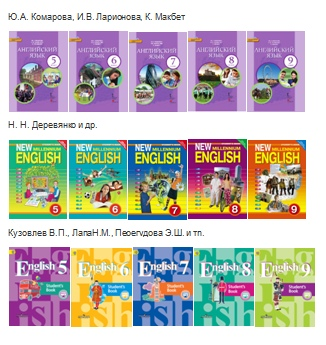 Ю.А. Комарова, И.В. Ларионова, К. Макбет
АНГЛИЙСКИЙ ЯЗЫК 5
АНГЛИЙСКИЙ ЯЗЫК 6
АНГЛИЙСКИЙ ЯЗЫК 7
АНГЛИЙСКИЙ ЯЗЫК 8
АНГЛИЙСКИЙ ЯЗЫК 9
Н. Н. Деревянко и др.
NEW MILLENNIUM ENGLISH 5
NEW MILLENNIUM ENGLISH 6
NEW MILLENNIUM ENGLISH 7
NEW MILLENNIUM ENGLISH 8
NEW MILLENNIUM ENGLISH 9
Кузовлев В.П., ЛапаН.М., Перегудова Э.Ш. и тп.
English 5 Student's Book
English 6 Student's Book
English 7 Student's Book
English 8 Student's Book
English 9 Student's Book